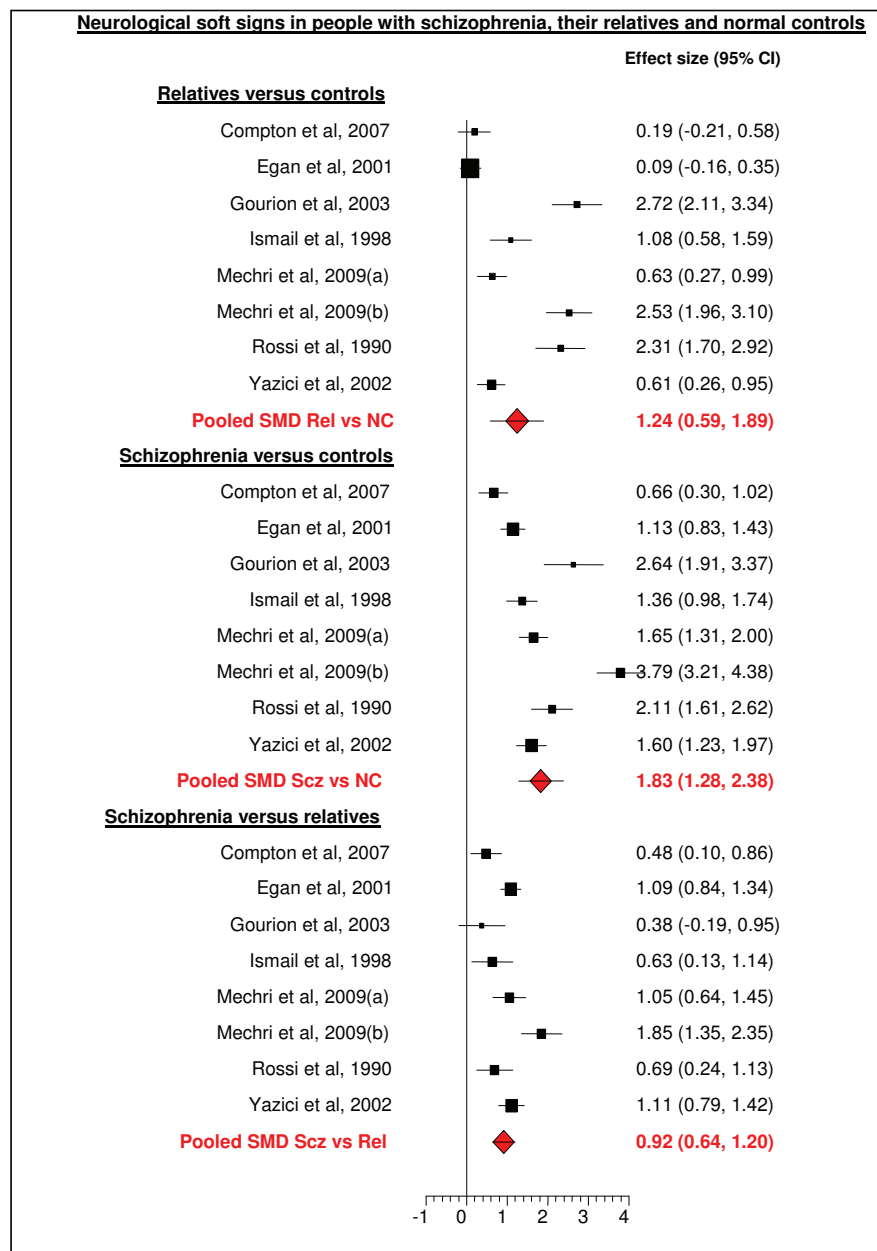 Neurological soft signs in people with schizophrenia, their relatives and normal controls
Effect size (95% CI)
Relatives versus controls
Compton et al, 2007 0.19 (-0.21, 0.58)
Egan et al, 2001 0.09 (-0.16, 0.35)
Gourion et al, 2003 2.72 (2.11, 3.34)
Ismail et al, 1998 1.08 (0.58, 1.59)
Mechri et al, 2009(a) 0.63 (0.27, 0.99)
Mechri et al, 2009(b) 2.53 (1.96, 3.10)
Rossi et al, 1990 2.31 (1.70, 2.92)
Yazici et al, 2002 0.61 (0.26, 0.95)
Pooled SMD Rel vs NC 1.24 (0.59, 1.89)
Schizophrenia versus controls
Compton et al, 2007 0.66 (0.30, 1.02)
Egan et al, 2001 1.13 (0.83, 1.43)
Gourion et al, 2003 2.64 (1.91, 3.37)
Ismail et al, 1998 1.36 (0.98, 1.74)
Mechri et al, 2009(a) 1.65 (1.31, 2.00)
Mechri et al, 2009(b) 3.79 (3.21, 4.38)
Rossi et al, 1990 2.11 (1.61, 2.62)
Yazici et al, 2002 1.60 (1.23, 1.97)
Pooled SMD Scz vs NC 1.83 (1.28, 2.38)
Schizophrenia versus relatives
Compton et al, 2007 0.48 (0.10, 0.86)
Egan et al, 2001 1.09 (0.84, 1.34)
Gourion et al, 2003 0.38 (-0.19, 0.95)
Ismail et al, 1998 0.63 (0.13, 1.14)
Mechri et al, 2009(a) 1.05 (0.64, 1.45)
Mechri et al, 2009(b) 1.85 (1.35, 2.35)
Rossi et al, 1990 0.69 (0.24, 1.13)
Yazici et al, 2002 1.11 (0.79, 1.42)
Pooled SMD Scz vs Rel 0.92 (0.64, 1.20)
-1 0 1 2 3 4